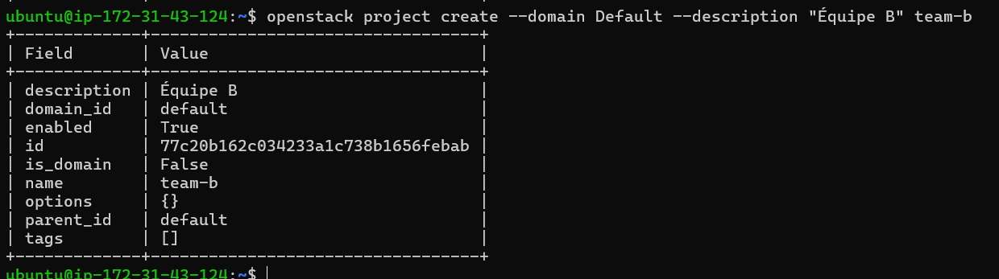 ubuntu@ip-172-31-43-124:~$ openstack project create --domain Default --description "Équipe B" team-b
+-------------+----------------------------------+
| Field       | Value                            |
+-------------+----------------------------------+
| description | Équipe B                         |
| domain_id   | default                          |
| enabled     | True                             |
| id          | 77c20b162c034233a1c738b1656febab |
| is_domain   | False                            |
| name        | team-b                           |
| options     | {}                               |
| parent_id   | default                          |
| tags        | []                               |
+-------------+----------------------------------+
ubuntu@ip-172-31-43-124:~$